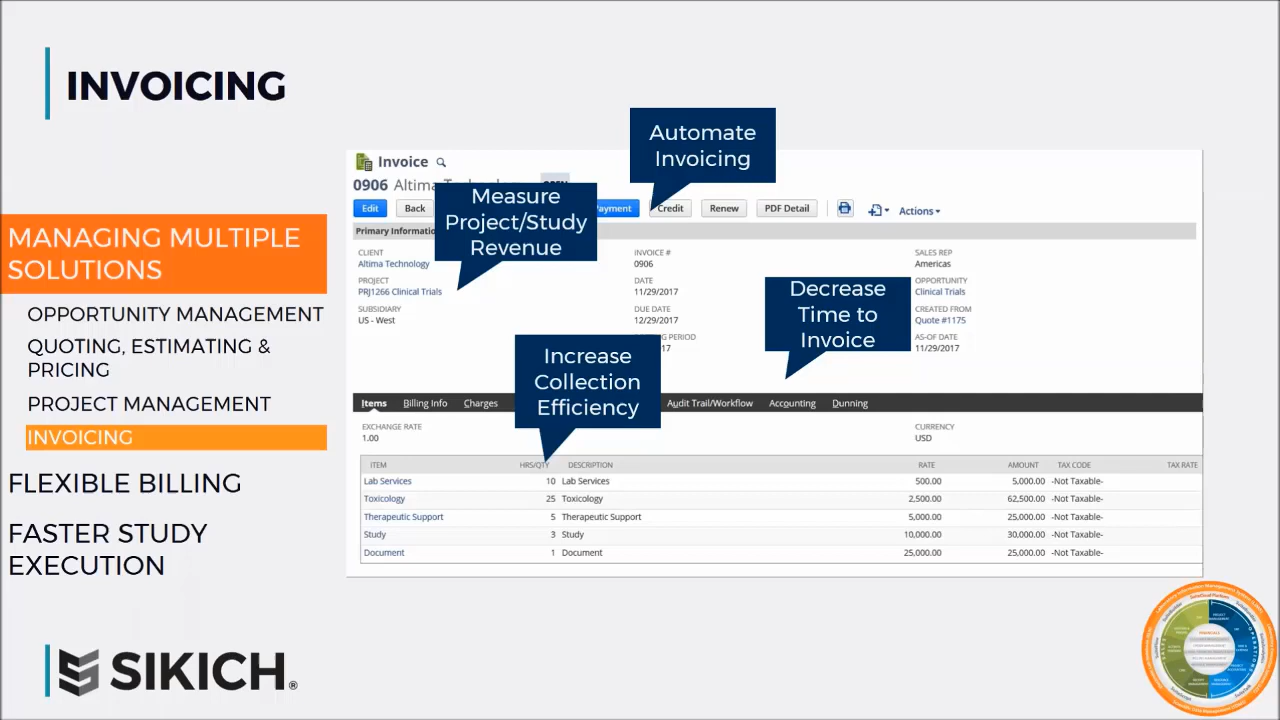 INVOICING
MANAGING MULTIPLE
SOLUTIONS
OPPORTUNITY MANAGEMENT
QUOTING, ESTIMATING &
PRICING
PROJECT MANAGEMENT
INVOICING
FLEXIBLE BILLING
FASTER STUDY
EXECUTION
SIKICH®
Automate
Invoicing
Measure
Project/Study
Revenue
Decrease
Time to
Invoice
Increase
Collection
Efficiency
Invoice
0906 Altima
Edit Back Payment Credit Renew PDF Detail Actions
Primary
CLIENT
Altima Technology
PROJECT
PRJ1266 Clinical Trials
SUBSIDIARY
US - West
INVOICE #
0906
DATE
11/29/2017
DUE DATE
12/29/2017
PERIOD
SALES REP
Americas
OPPORTUNITY
Clinical Trials
CREATED FROM
Quote #1175
AS-OF DATE
11/29/2017
Items Billing Info Charges Audit Trail/Workflow Accounting Dunning
EXCHANGE RATE
1.00
CURRENCY
USD
ITEM HRS/QTY DESCRIPTION RATE AMOUNT TAX CODE TAX RATE
Lab Services 10 Lab Services 500.00 5,000.00 -Not Taxable-
Toxicology 25 Toxicology 2,500.00 62,500.00 -Not Taxable-
Therapeutic Support 5 Therapeutic Support 5,000.00 25,000.00 -Not Taxable-
Study 3 Study 10,000.00 30,000.00 -Not Taxable-
Document 1 Document 25,000.00 25,000.00 -Not Taxable-
FINANCIALS